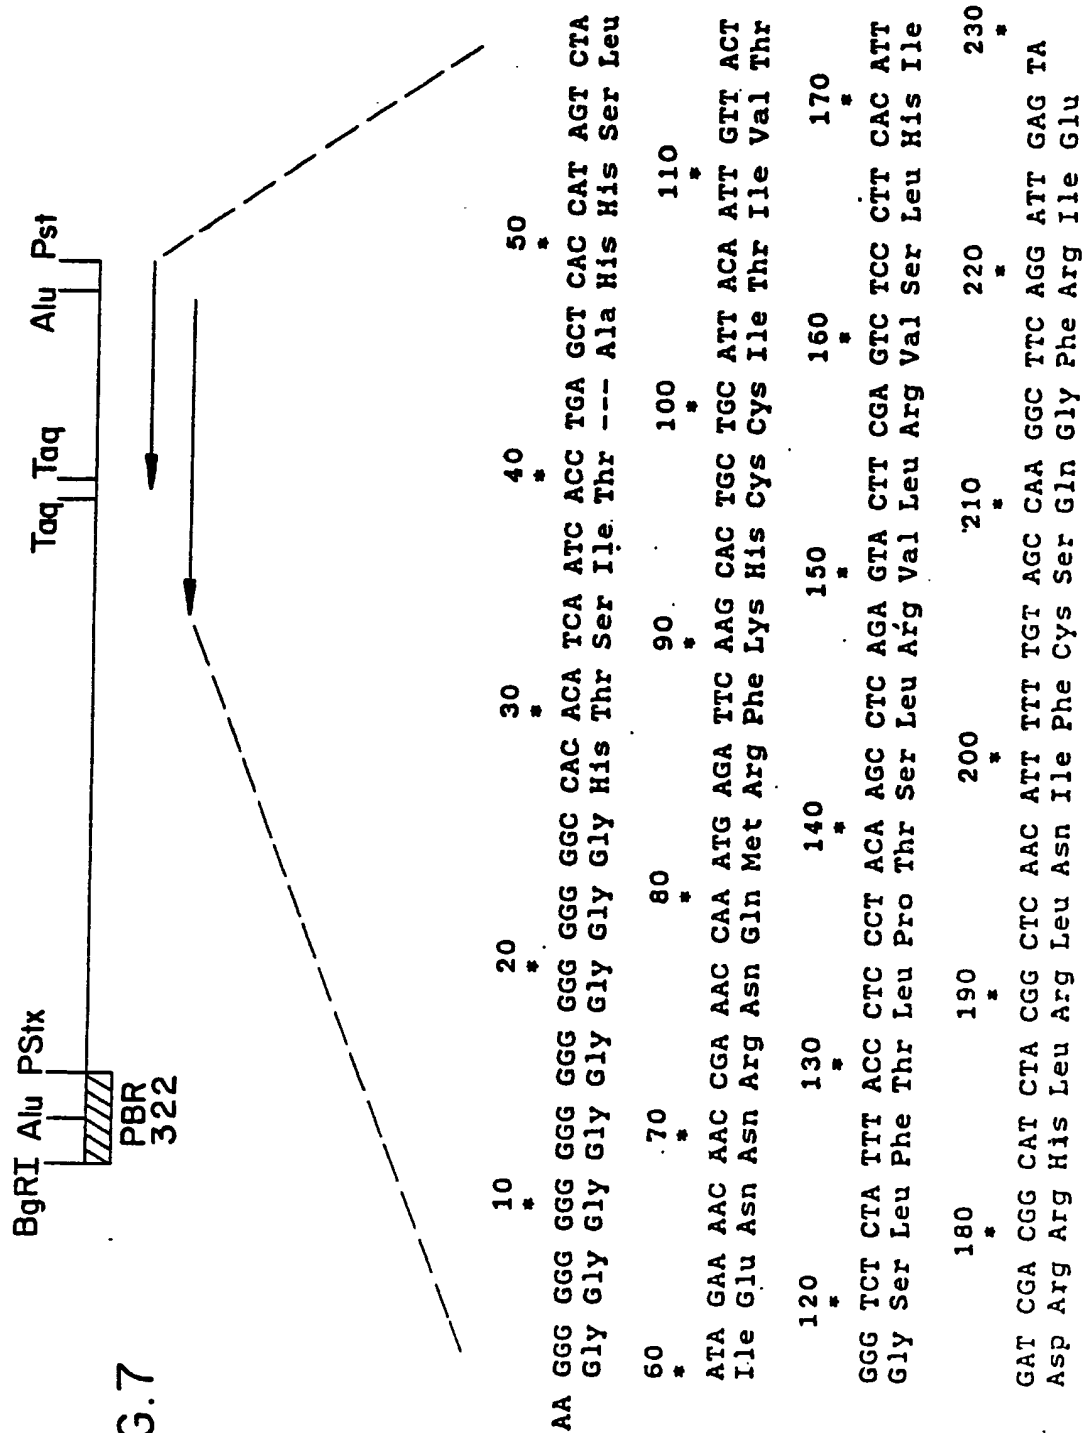 G.7
BgRI Alu PStx Taq Taq Alu Pst
PBR
322
10 20 30 40 50
* * * * *
AA GGG GGG GGG GGG GGG GGG GGG GGC CAC ACA TCA ATC ACC TGA GCT CAC CAT AGT CTA
Gly Gly Gly Gly Gly Gly Gly Gly His Thr Ser Ile Thr --- Ala His His Ser Leu
60 70 80 90 100 110
* * * * * *
ATA GAA AAC AAC CGA AAC CAA ATG AGA TTC AAG CAC TGC TGC ATT ACA ATT GTT ACT
Ile Glu Asn Asn Arg Asn Gln Met Arg Phe Lys His Cys Cys Ile Thr Ile Val Thr
120 130 140 150 160 170
* * * * * *
GGG TCT CTA TTT ACC CTC CCT ACA AGC CTC AGA GTA CTT CGA GTC TCC CTT CAC ATT
Gly Ser Leu Phe Thr Leu Pro Thr Ser Leu Arg Val Leu Arg Val Ser Leu His Ile
180 190 200 210 220 230
* * * * * *
GAT CGA CGG CAT CTA CGG CTC AAC ATT TTT TGT AGC CAA GGC TTC AGG ATT GAG TA
Asp Arg Arg His Leu Arg Leu Asn Ile Phe Cys Ser Gln Gly Phe Arg Ile Glu